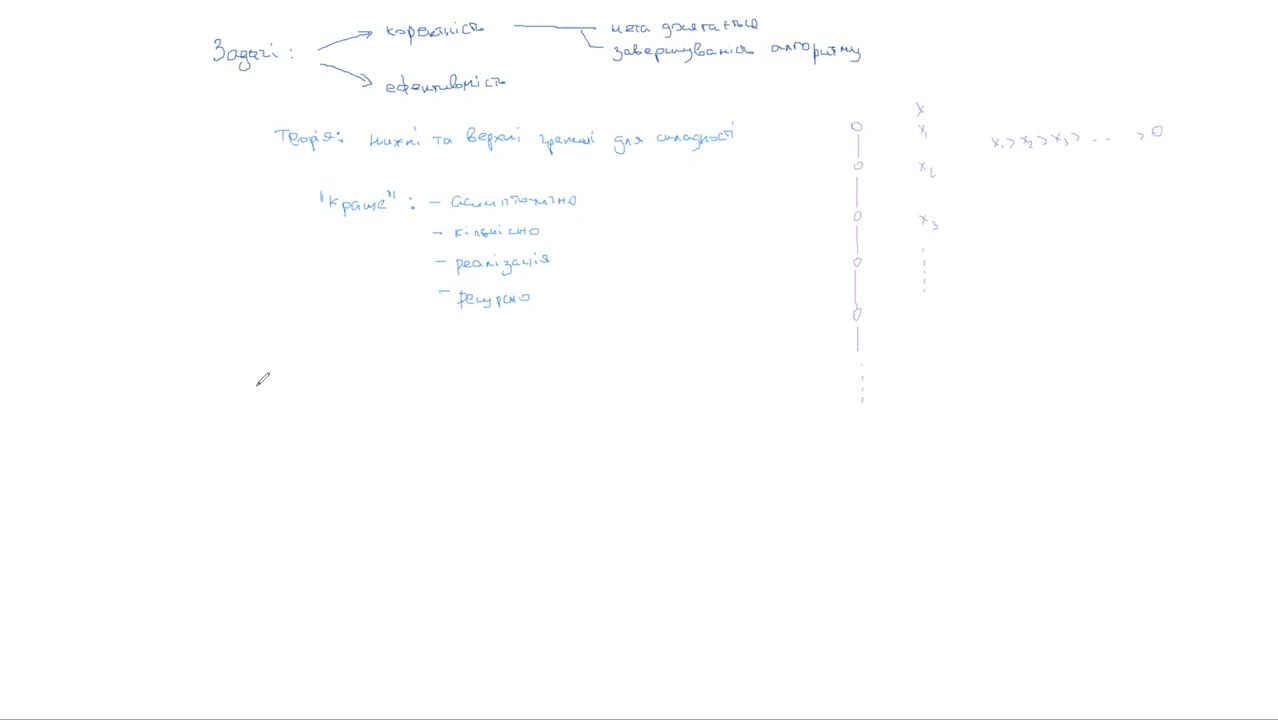 Задачі:
коректність
мета досягається
завершуваність алгоритму
ефективність
Теорія: нижні та верхні границі для складності
"Краще": - асимптотично
- кількісно
- реалізація
- ресурсно
x
x₁
x₂
x₃
x₁ > x₂ > x₃ > ... > 0